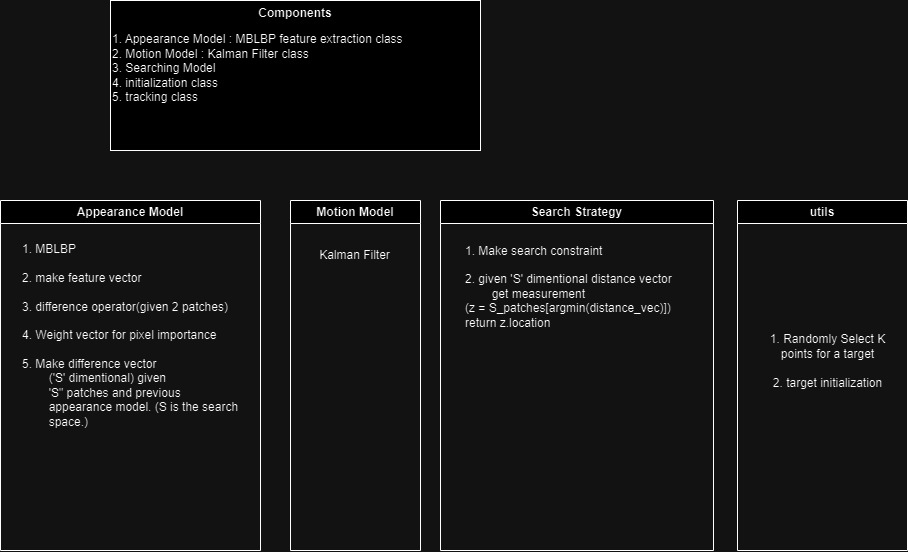 Components
1. Appearance Model : MBLBP feature extraction class
2. Motion Model : Kalman Filter class
3. Searching Model
4. initialization class
5. tracking class
Appearance Model
1. MBLBP
2. make feature vector
3. difference operator(given 2 patches)
4. Weight vector for pixel importance
5. Make difference vector
('S' dimentional) given
'S'' patches and previous
appearance model. (S is the search
space.)
Motion Model
Kalman Filter
Search Strategy
1. Make search constraint
2. given 'S' dimentional distance vector
get measurement
(z = S_patches[argmin(distance_vec)])
return z.location
utils
1. Randomly Select K
points for a target
2. target initialization